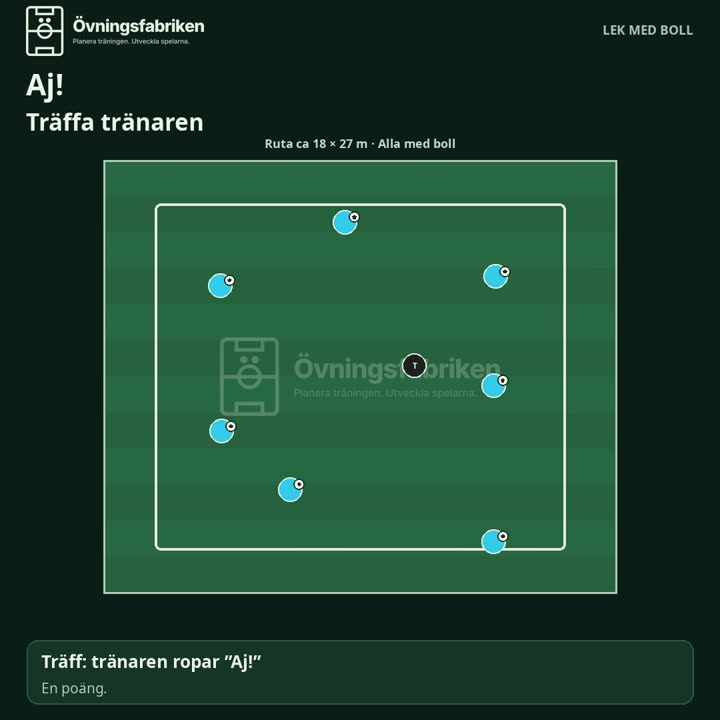 Övningsfabriken
Planera träningen. Utveckla spelarna.
LEK MED BOLL
Aj!
Träffa tränaren
Ruta ca 18 × 27 m · Alla med boll
T
Övningsfabriken
Planera träningen. Utveckla spelarna.
Träff: tränaren ropar ”Aj!”
En poäng.